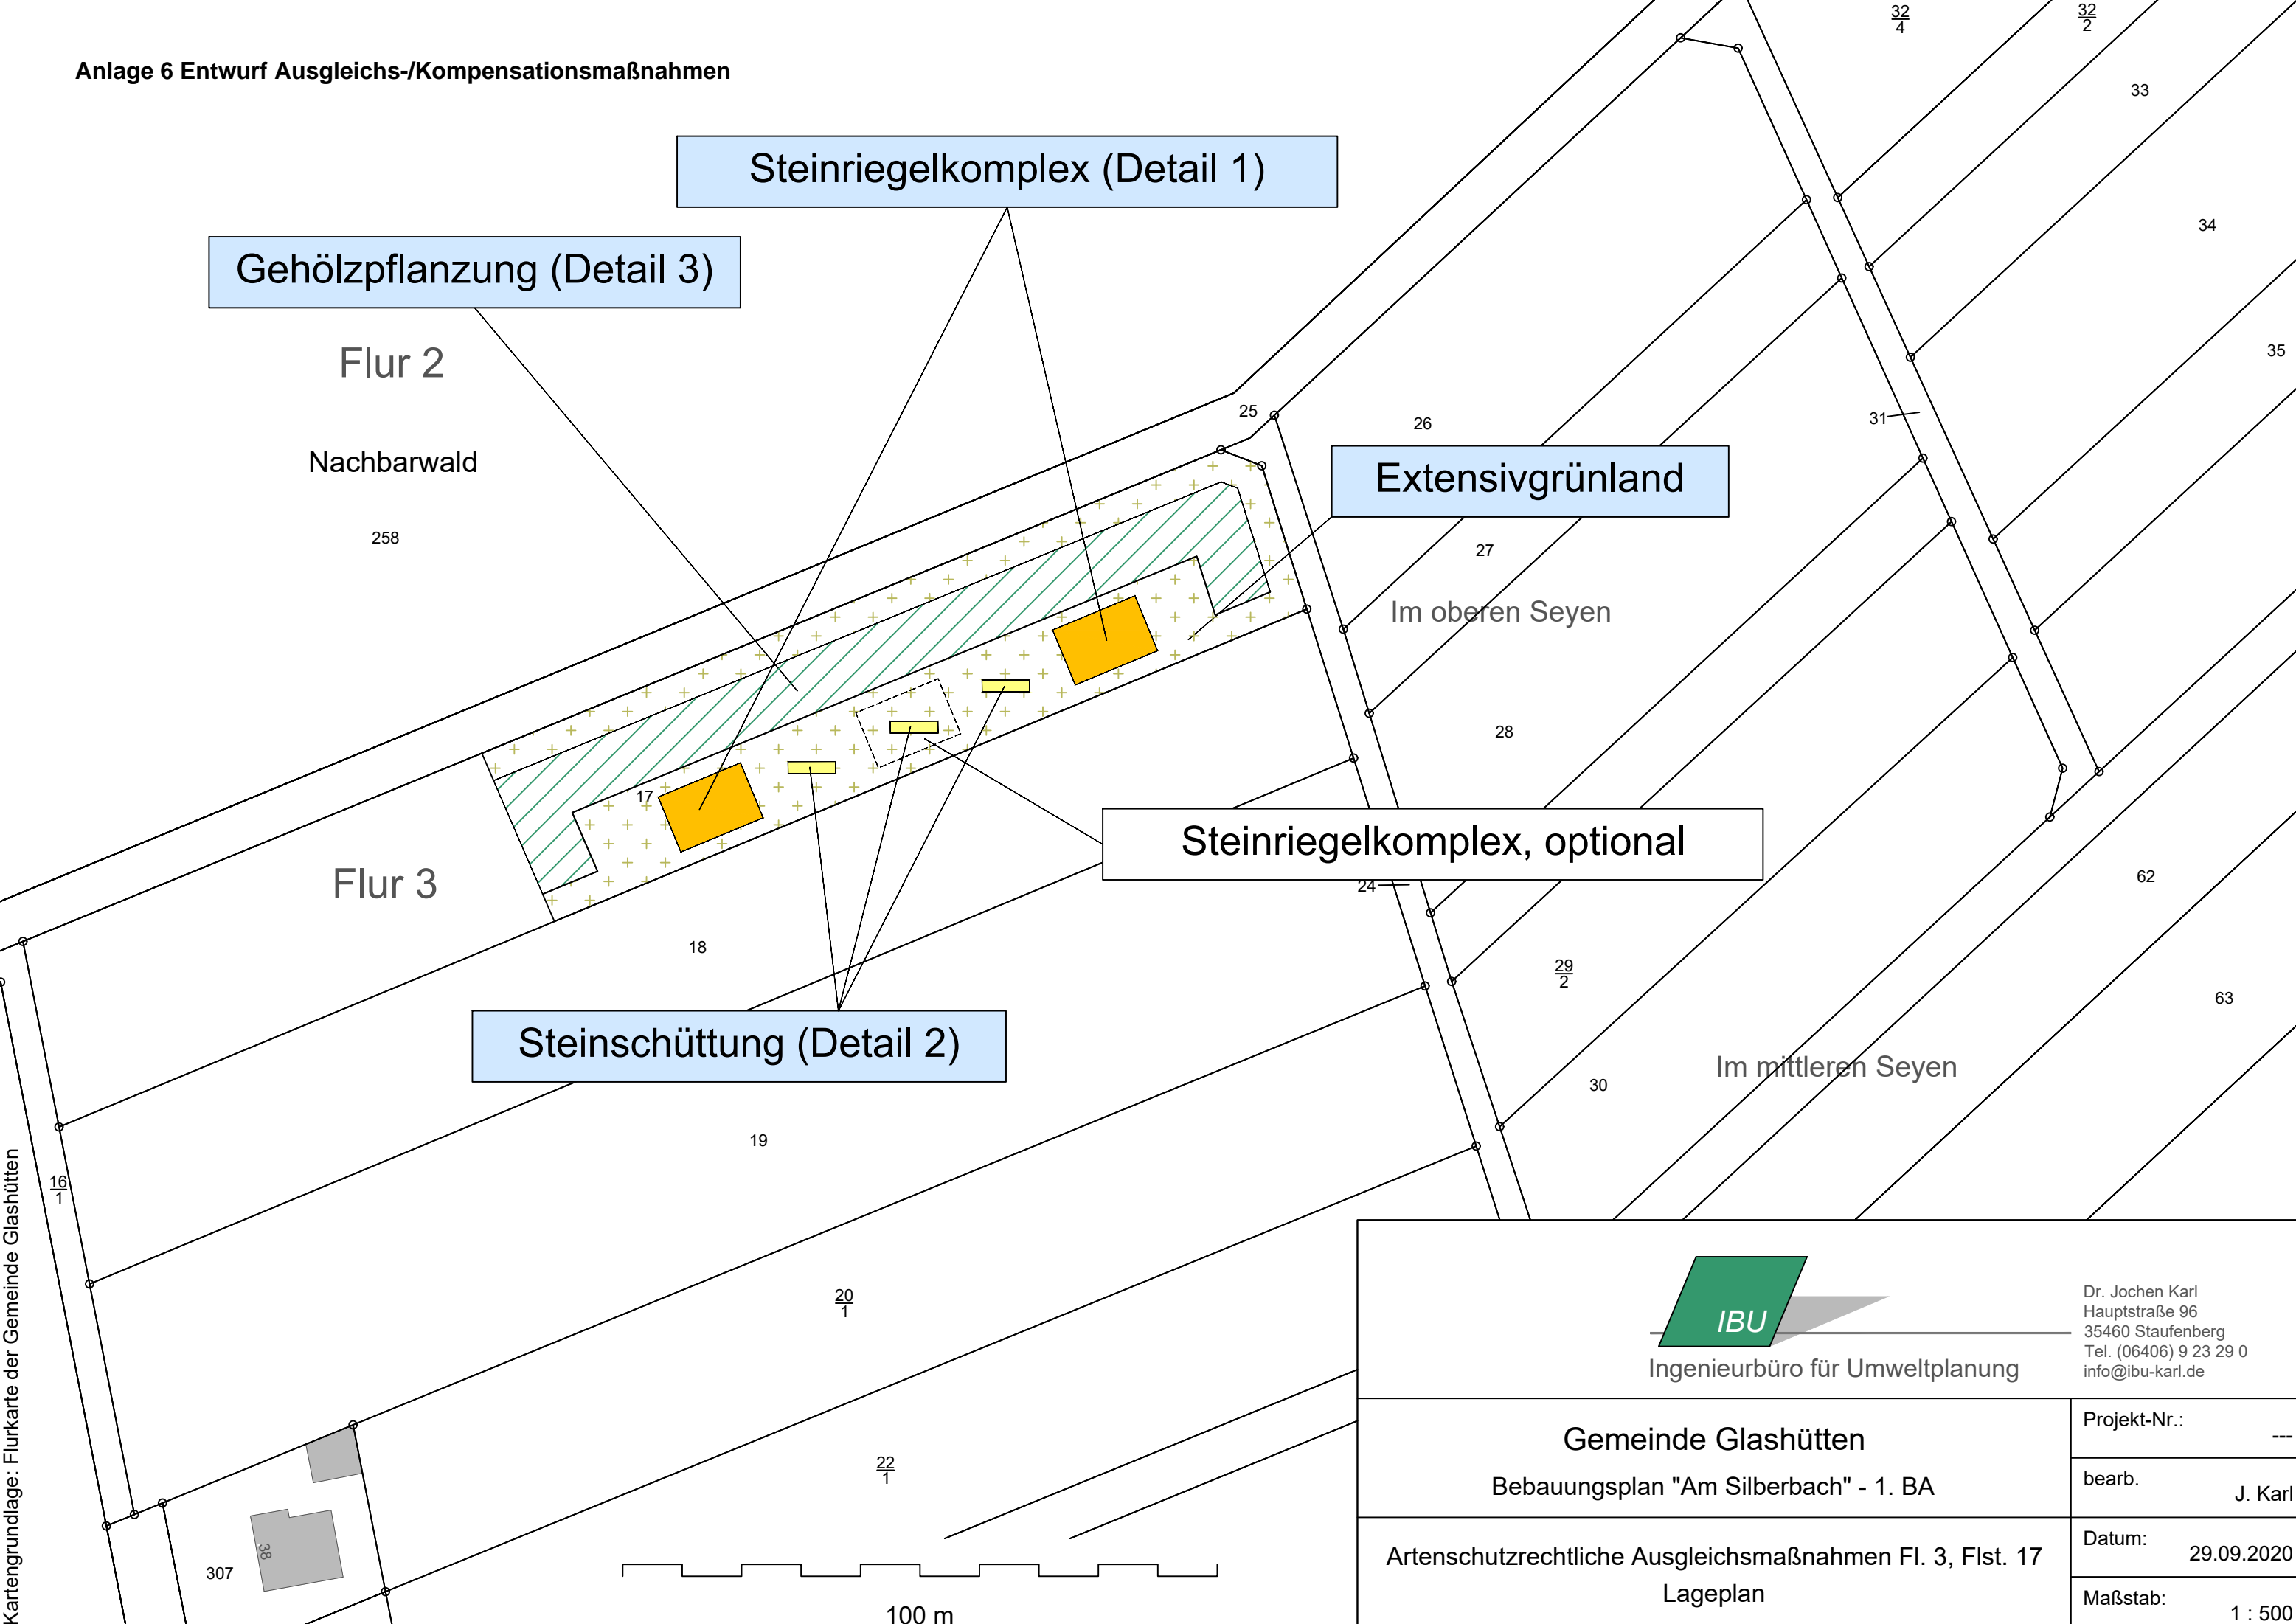 Anlage 6 Entwurf Ausgleichs-/Kompensationsmaßnahmen
32
4
32
2
33
Steinriegelkomplex (Detail 1)
34
Gehölzpflanzung (Detail 3)
Flur 2
35
25
26
31
Nachbarwald
Extensivgrünland
258
27
Im oberen Seyen
28
17
Steinriegelkomplex, optional
Flur 3
24
62
18
29
2
63
Steinschüttung (Detail 2)
Im mittleren Seyen
30
19
16
1
20
1
22
1
38
307
100 m
Kartengrundlage: Flurkarte der Gemeinde Glashütten
IBU
Ingenieurbüro für Umweltplanung
Dr. Jochen Karl
Hauptstraße 96
35460 Staufenberg
Tel. (06406) 9 23 29 0
info@ibu-karl.de
Gemeinde Glashütten
Bebauungsplan "Am Silberbach" - 1. BA
Projekt-Nr.:
---
bearb.
J. Karl
Artenschutzrechtliche Ausgleichsmaßnahmen Fl. 3, Flst. 17
Lageplan
Datum:
29.09.2020
Maßstab:
1 : 500